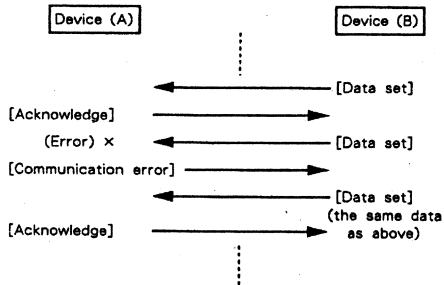 Device (A) Device (B)
[Data set]
[Acknowledge]
(Error) × [Data set]
[Communication error]
[Data set]
(the same data
[Acknowledge] as above)